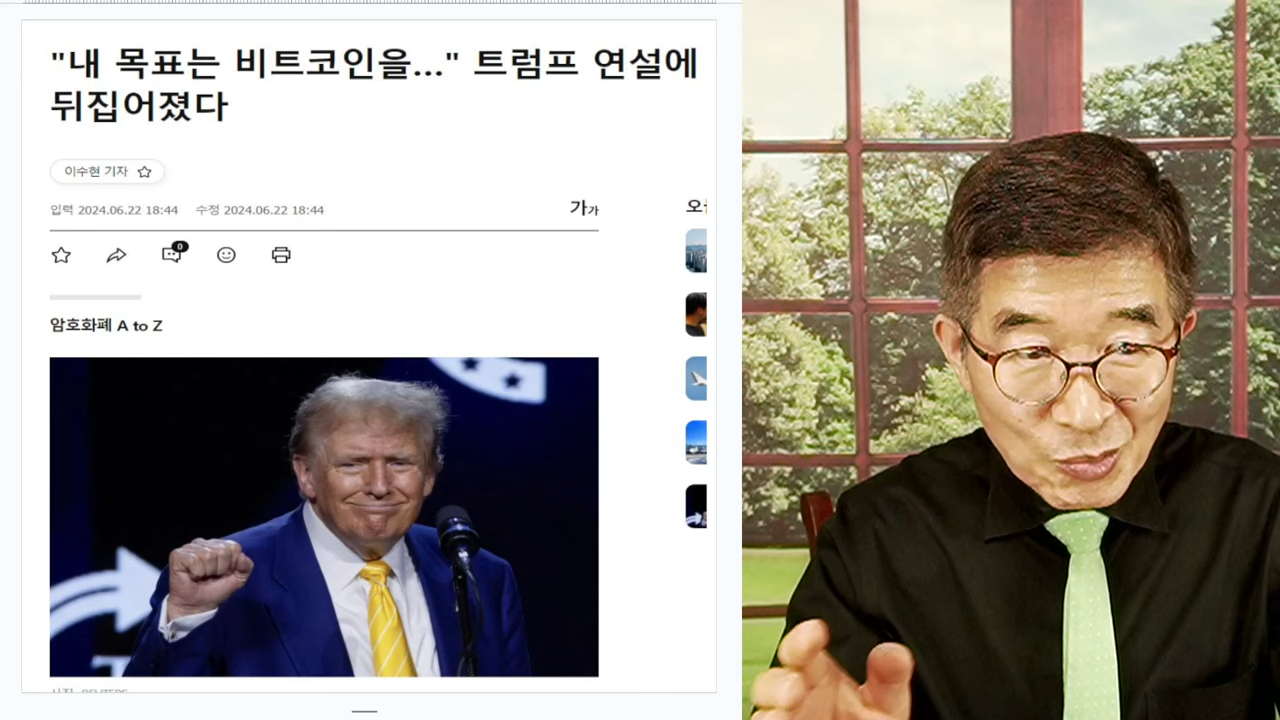 "내 목표는 비트코인을..." 트럼프 연설에
뒤집어졌다
이수현 기자
입력 2024.06.22 18:44 수정 2024.06.22 18:44
가가
0
암호화폐 A to Z